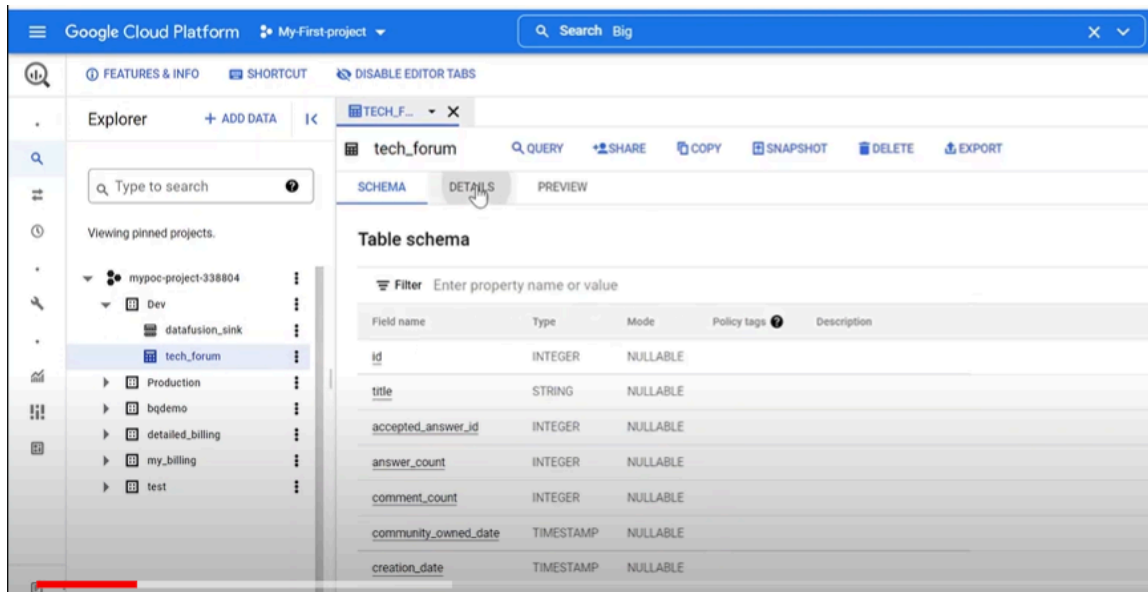 Google Cloud Platform My-First-project Search Big
FEATURES & INFO SHORTCUT DISABLE EDITOR TABS
Explorer + ADD DATA
Type to search
Viewing pinned projects.
mypoc-project-338804
Dev
datafusion_sink
tech_forum
Production
bqdemo
detailed_billing
my_billing
test
TECH_F...
tech_forum QUERY SHARE COPY SNAPSHOT DELETE EXPORT
SCHEMA DETAILS PREVIEW
Table schema
Filter Enter property name or value
Field name Type Mode Policy tags Description
id INTEGER NULLABLE
title STRING NULLABLE
accepted_answer_id INTEGER NULLABLE
answer_count INTEGER NULLABLE
comment_count INTEGER NULLABLE
community_owned_date TIMESTAMP NULLABLE
creation_date TIMESTAMP NULLABLE